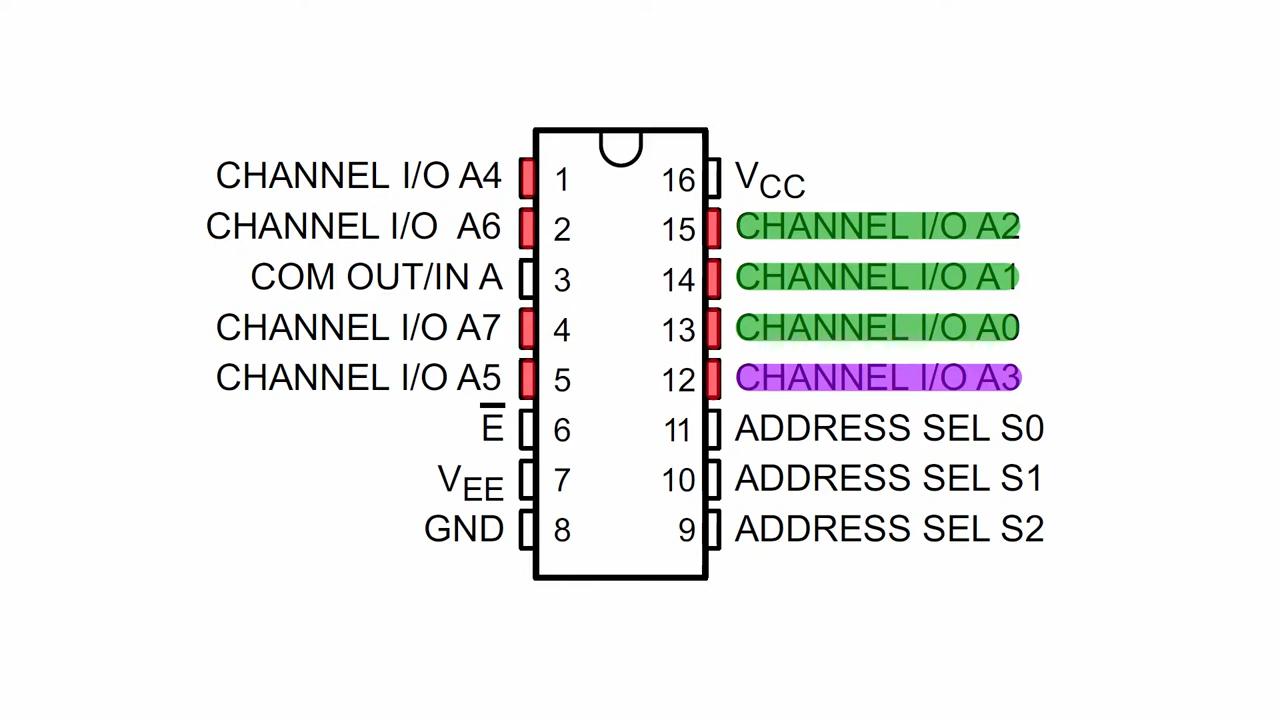 CHANNEL I/O A4 1 16 VCC
CHANNEL I/O A6 2 15 CHANNEL I/O A2
COM OUT/IN A 3 14 CHANNEL I/O A1
CHANNEL I/O A7 4 13 CHANNEL I/O A0
CHANNEL I/O A5 5 12 CHANNEL I/O A3
E̅ 6 11 ADDRESS SEL S0
VEE 7 10 ADDRESS SEL S1
GND 8 9 ADDRESS SEL S2